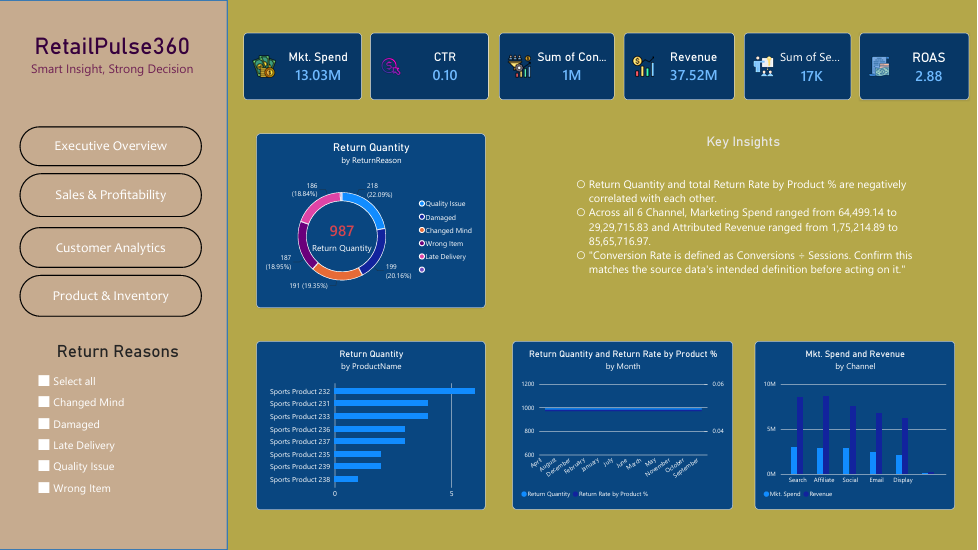 RetailPulse360
Smart Insight, Strong Decision
Executive Overview
Sales & Profitability
Customer Analytics
Product & Inventory
Return Reasons
Select all
Changed Mind
Damaged
Late Delivery
Quality Issue
Wrong Item
Mkt. Spend
13.03M
CTR
0.10
Sum of Con...
1M
Revenue
37.52M
Sum of Se...
17K
ROAS
2.88
Return Quantity
by ReturnReason
218
(22.09%)
199
(20.16%)
191 (19.35%)
187
(18.95%)
186
(18.84%)
987
Return Quantity
Quality Issue
Damaged
Changed Mind
Wrong Item
Late Delivery
Key Insights
Return Quantity and total Return Rate by Product % are negatively
correlated with each other.
Across all 6 Channel, Marketing Spend ranged from 64,499.14 to
29,29,715.83 and Attributed Revenue ranged from 1,75,214.89 to
85,65,716.97.
"Conversion Rate is defined as Conversions ÷ Sessions. Confirm this
matches the source data's intended definition before acting on it."
Return Quantity
by ProductName
Sports Product 232
Sports Product 231
Sports Product 233
Sports Product 236
Sports Product 237
Sports Product 235
Sports Product 239
Sports Product 238
0 5
Return Quantity and Return Rate by Product %
by Month
1200 0.06
1000
800 0.04
600
April August December February January July June March May November October September
Return Quantity Return Rate by Product %
Mkt. Spend and Revenue
by Channel
10M
5M
0M
Search Affiliate Social Email Display
Mkt. Spend Revenue